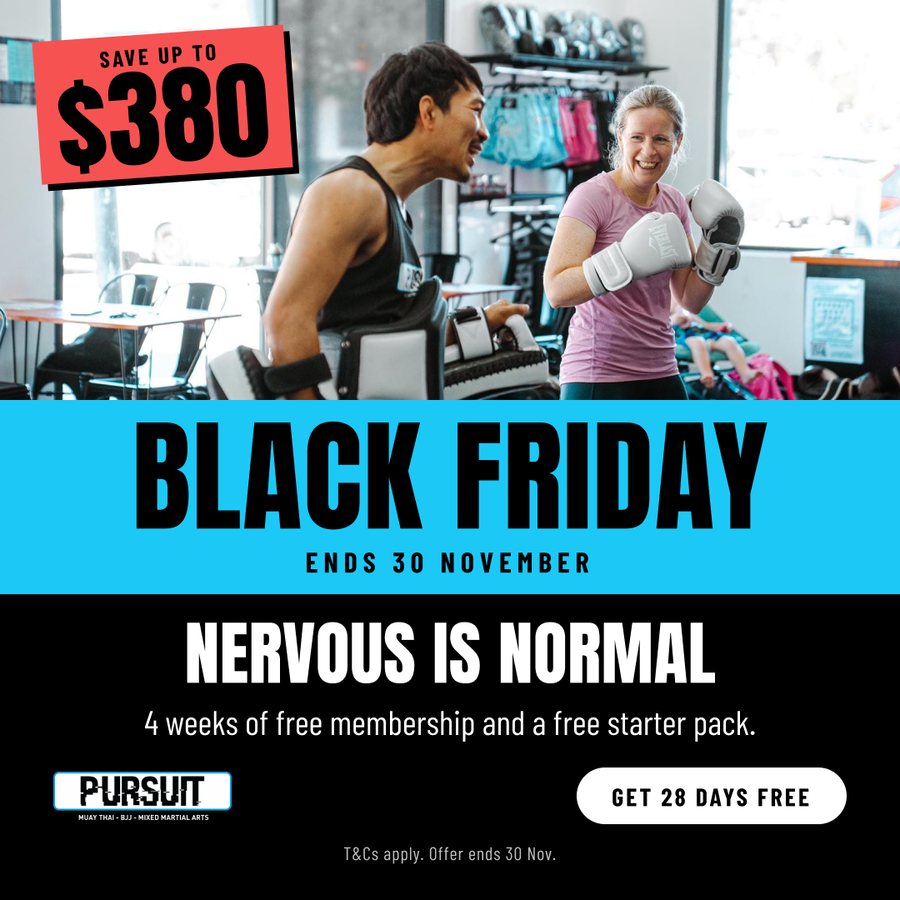 SAVE UP TO
$380
EVERLAST
BLACK FRIDAY
ENDS 30 NOVEMBER
NERVOUS IS NORMAL
4 weeks of free membership and a free starter pack.
PURSUIT
MUAY THAI - BJJ - MIXED MARTIAL ARTS
GET 28 DAYS FREE
T&Cs apply. Offer ends 30 Nov.